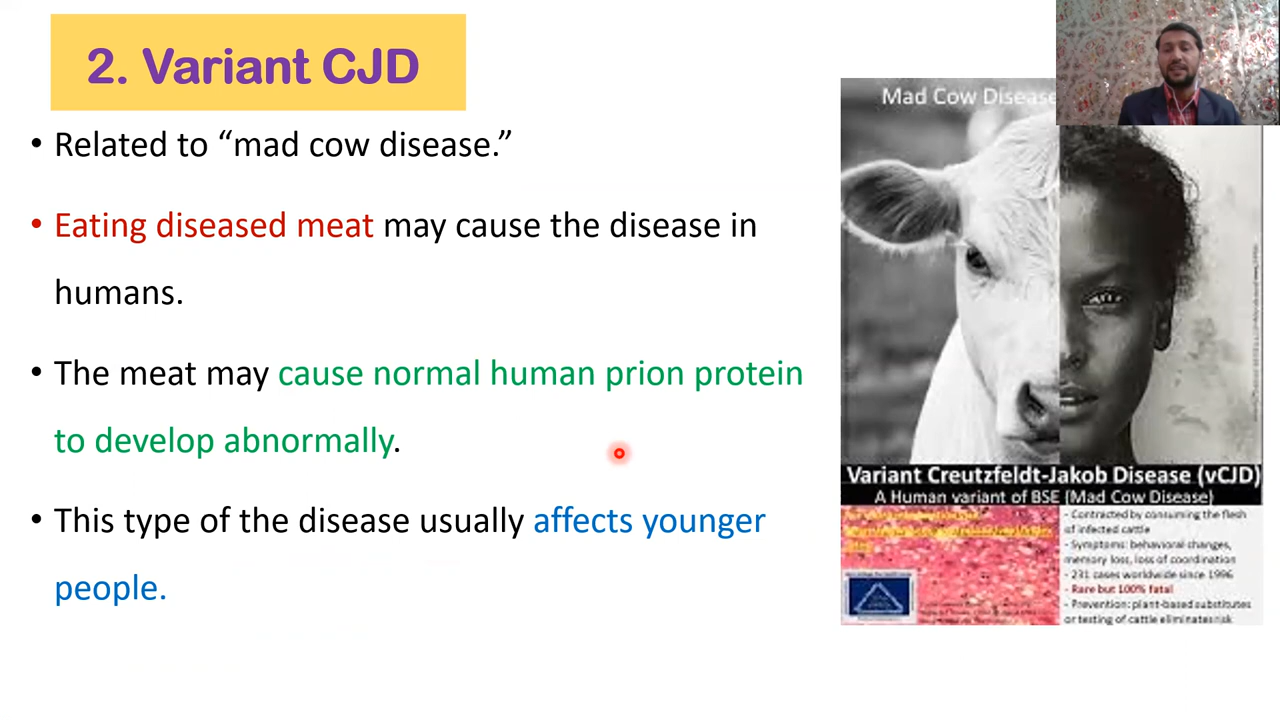 2. Variant CJD
• Related to “mad cow disease.”
• Eating diseased meat may cause the disease in
humans.
• The meat may cause normal human prion protein
to develop abnormally.
• This type of the disease usually affects younger
people.
Mad Cow Disease
Variant Creutzfeldt-Jakob Disease (vCJD)
A Human variant of BSE (Mad Cow Disease)
- Contracted by consuming the flesh
of infected cattle
- Symptoms: behavioral changes,
memory loss, loss of coordination
- 231 cases worldwide since 1996
- Rare but 100% fatal
- Prevention: plant-based substitutes
or testing of cattle eliminates risk